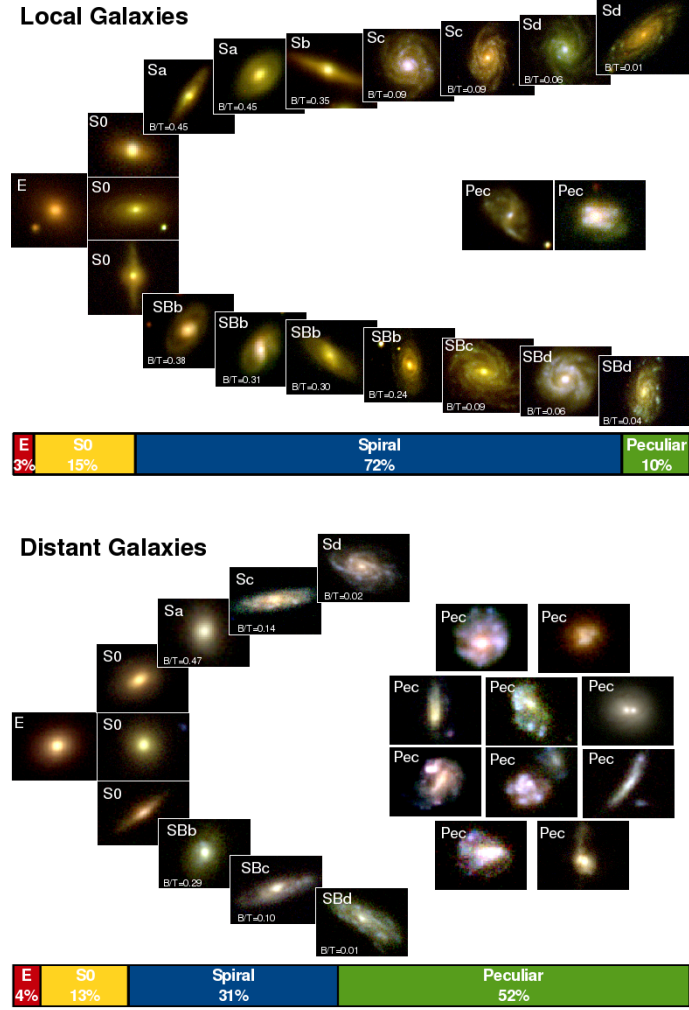 Local Galaxies
Sa
B/T=0.45
Sa
B/T=0.45
Sb
B/T=0.35
Sc
B/T=0.09
Sc
B/T=0.09
Sd
B/T=0.06
Sd
B/T=0.01
S0
E
S0
S0
Pec
Pec
SBb
B/T=0.38
SBb
B/T=0.31
SBb
B/T=0.30
SBb
B/T=0.24
SBc
B/T=0.09
SBd
B/T=0.06
SBd
B/T=0.04
E S0 Spiral Peculiar
3% 15% 72% 10%
Distant Galaxies
Sd
B/T=0.02
Sc
B/T=0.14
Sa
B/T=0.47
S0
E
S0
S0
SBb
B/T=0.29
SBc
B/T=0.10
SBd
B/T=0.01
Pec
Pec
Pec
Pec
Pec
Pec
Pec
Pec
Pec
Pec
E S0 Spiral Peculiar
4% 13% 31% 52%